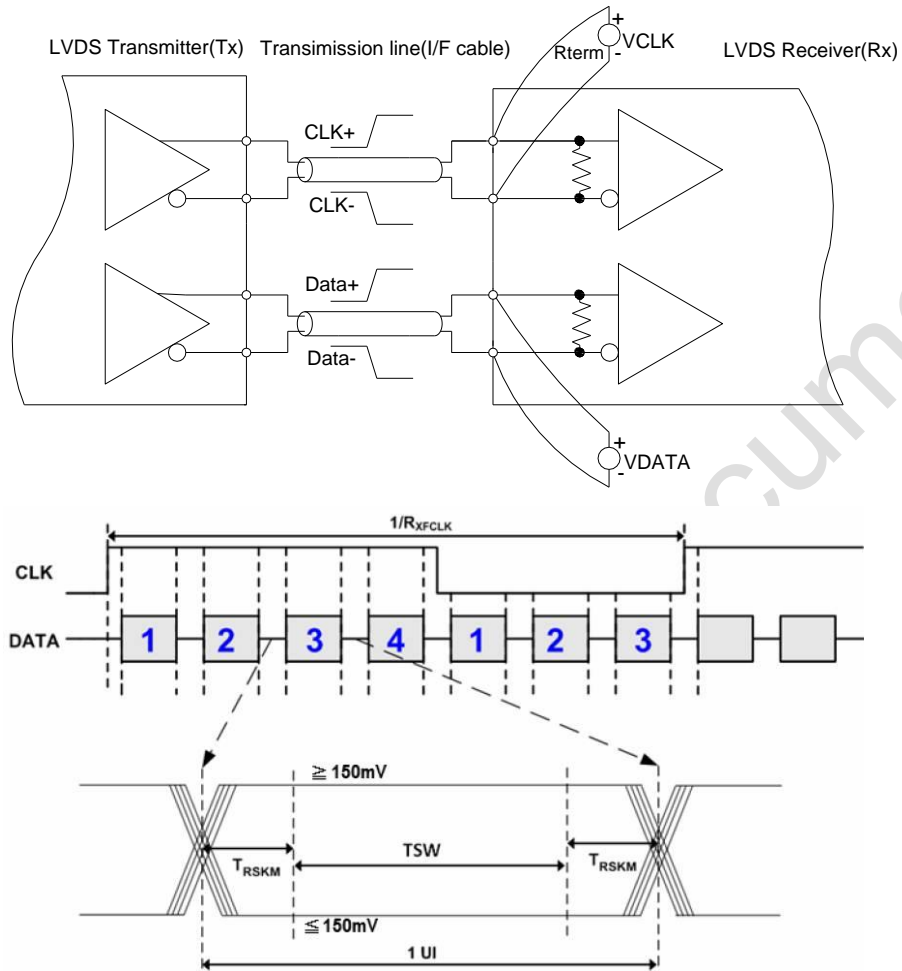 LVDS Transmitter(Tx) Transimission line(I/F cable) Rterm + VCLK - LVDS Receiver(Rx)
CLK+
CLK-
Data+
Data-
+
VDATA
-
1/RXFCLK
CLK
DATA 1 2 3 4 1 2 3
≧ 150mV
TRSKM TSW TRSKM
≦ 150mV
1 UI